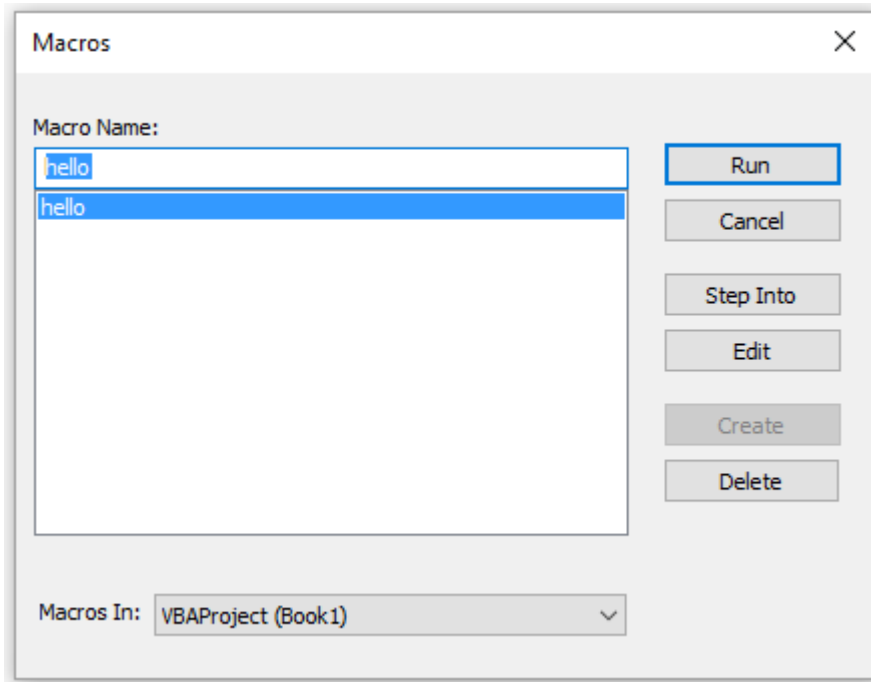 Macros
Macro Name:
hello
hello
Run
Cancel
Step Into
Edit
Create
Delete
Macros In:
VBAProject (Book1)